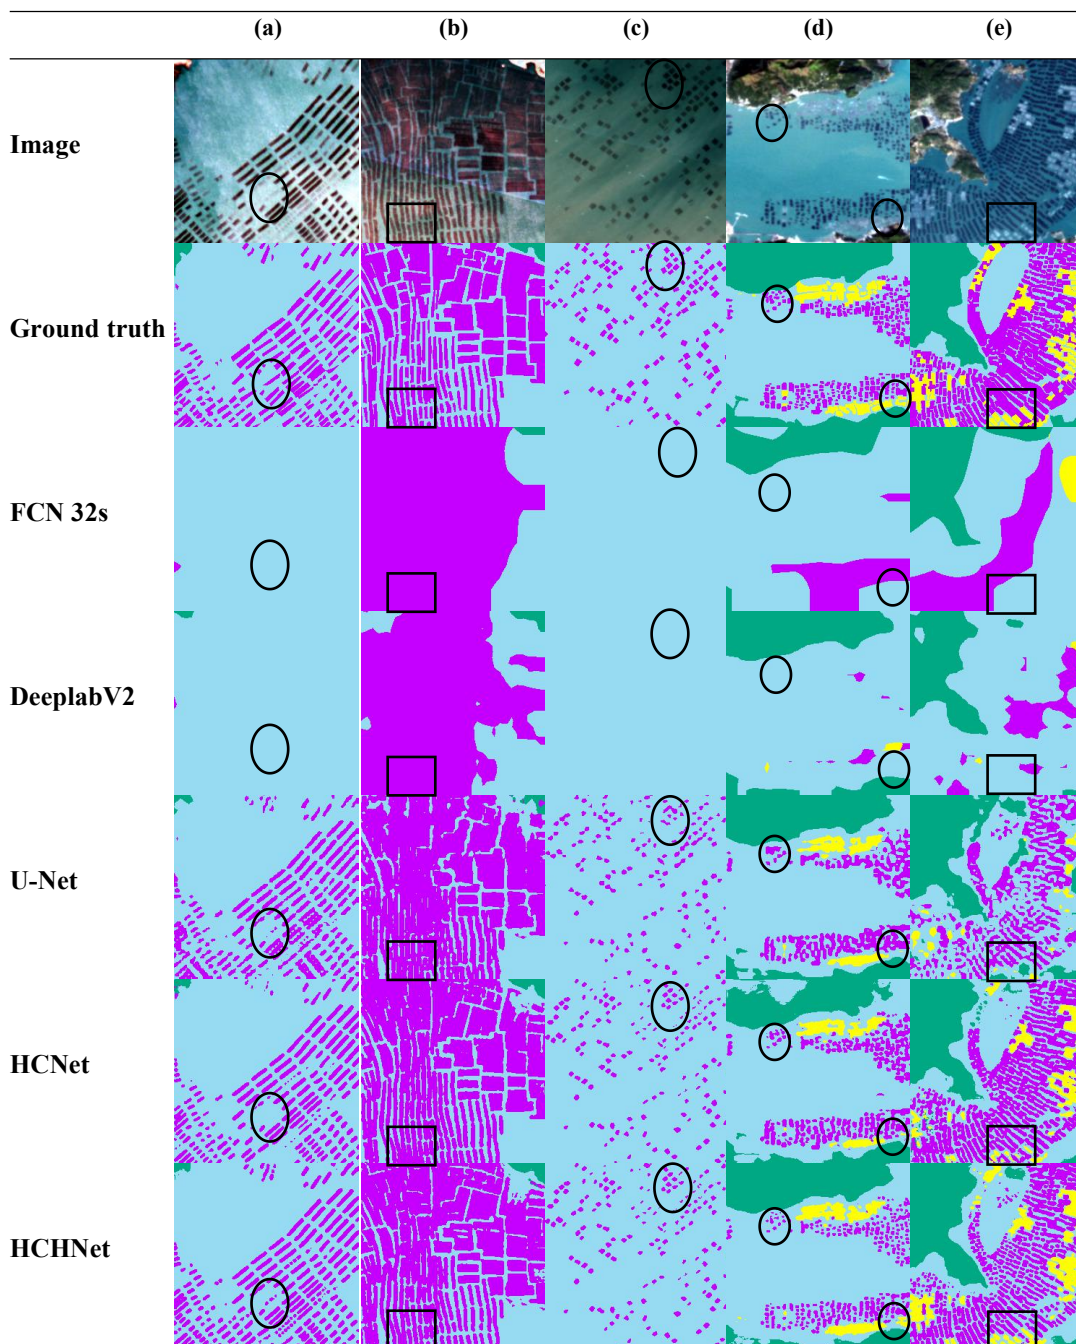 (a) (b) (c) (d) (e)
Image
Ground truth
FCN 32s
DeeplabV2
U-Net
HCNet
HCHNet